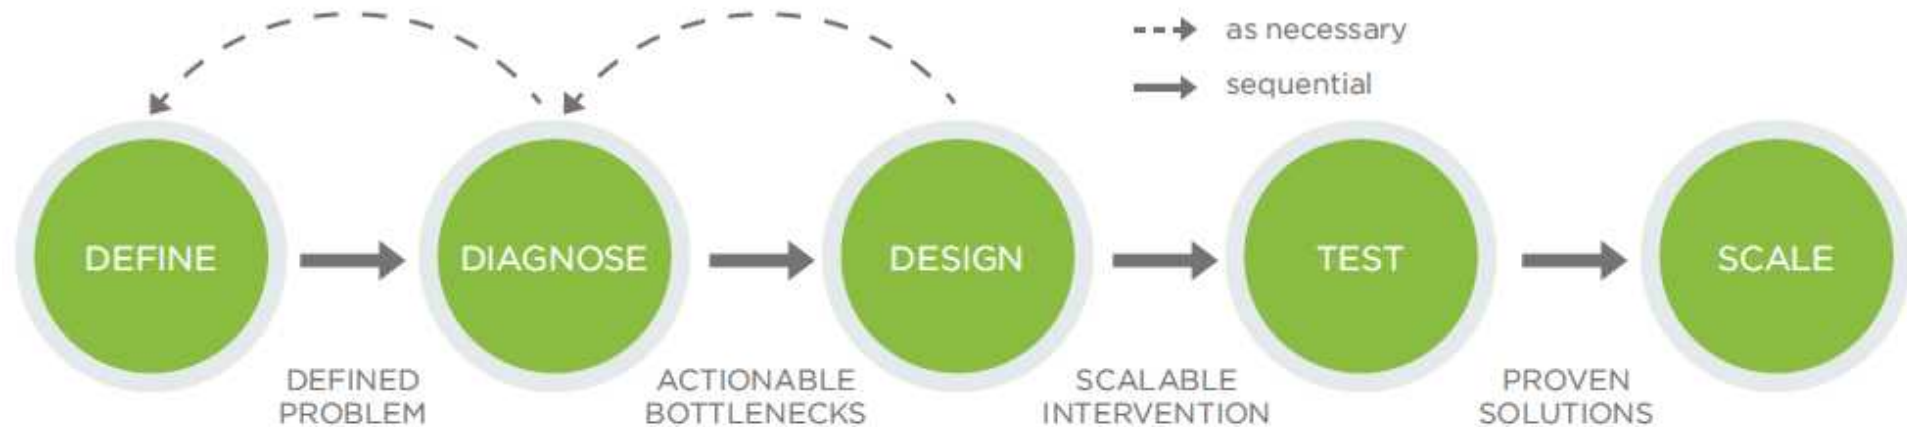 as necessary
sequential
DEFINE
DIAGNOSE
DESIGN
TEST
SCALE
DEFINED
PROBLEM
ACTIONABLE
BOTTLENECKS
SCALABLE
INTERVENTION
PROVEN
SOLUTIONS